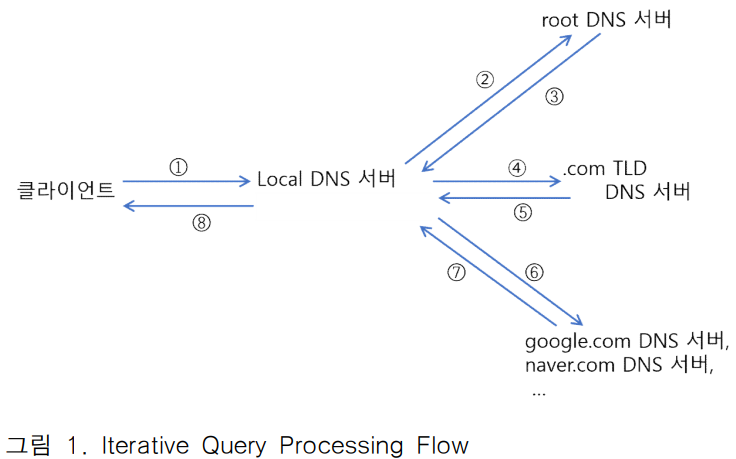 root DNS 서버
②
③
①
Local DNS 서버
④
.com TLD
클라이언트
DNS 서버
⑧
⑤
⑦
⑥
google.com DNS 서버,
naver.com DNS 서버,
...
그림 1. Iterative Query Processing Flow